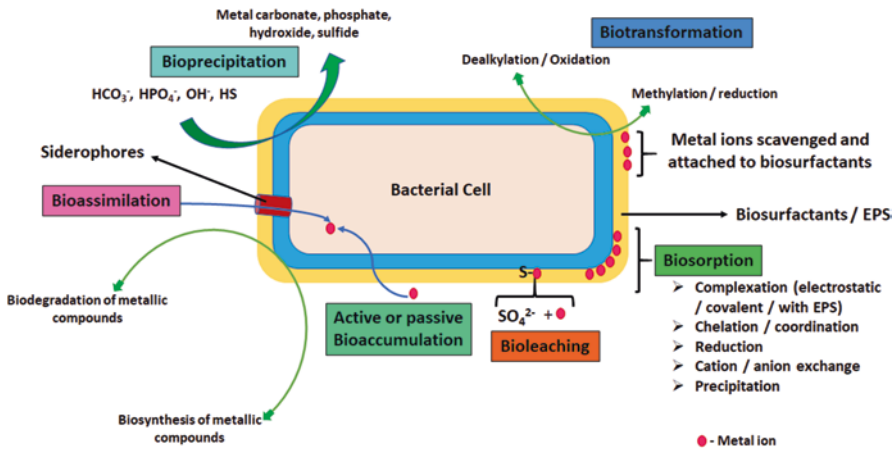 Metal carbonate, phosphate,
hydroxide, sulfide
Bioprecipitation
HCO₃⁻, HPO₄⁻, OH⁻, HS
Biotransformation
Dealkylation / Oxidation
Methylation / reduction
Siderophores
Bioassimilation
Bacterial Cell
Metal ions scavenged and
attached to biosurfactants
Biosurfactants / EPS
Biosorption
➢ Complexation (electrostatic
/ covalent / with EPS)
➢ Chelation / coordination
➢ Reduction
➢ Cation / anion exchange
➢ Precipitation
Biodegradation of metallic
compounds
Active or passive
Bioaccumulation
S-
SO₄²⁻ +
Bioleaching
Biosynthesis of metallic
compounds
- Metal ion